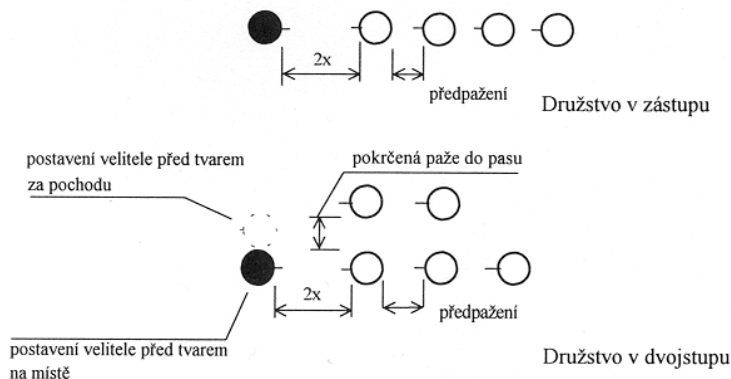 2x
předpažení
Družstvo v zástupu
postavení velitele před tvarem
za pochodu
pokrčená paže do pasu
2x
předpažení
postavení velitele před tvarem
na místě
Družstvo v dvojstupu